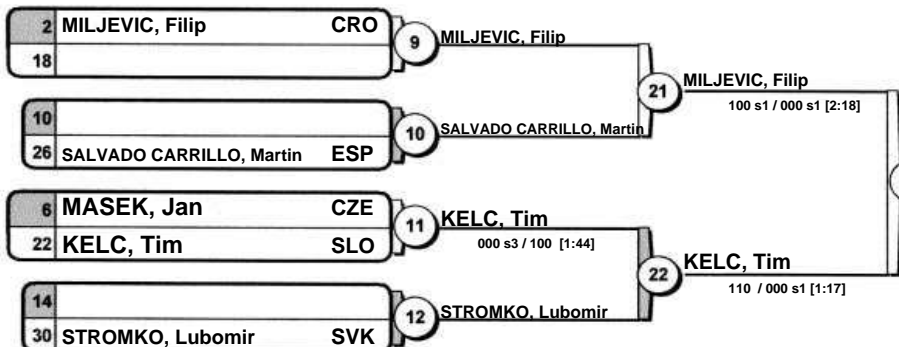 2 MILJEVIC, Filip CRO
18
9 MILJEVIC, Filip
10
26 SALVADO CARRILLO, Martin ESP
10 SALVADO CARRILLO, Martin
21 MILJEVIC, Filip
100 s1 / 000 s1 [2:18]
6 MASEK, Jan CZE
22 KELC, Tim SLO
11 KELC, Tim
000 s3 / 100 [1:44]
14
30 STROMKO, Lubomir SVK
12 STROMKO, Lubomir
22 KELC, Tim
110 / 000 s1 [1:17]